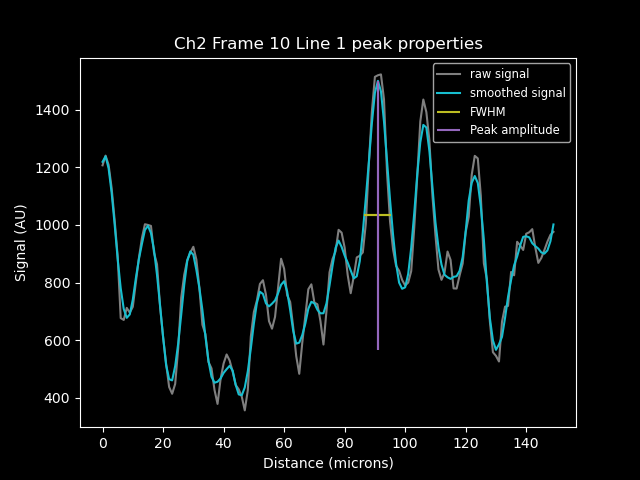 Ch2 Frame 10 Line 1 peak properties
raw signal
smoothed signal
FWHM
Peak amplitude
Signal (AU)
1400
1200
1000
800
600
400
0 20 40 60 80 100 120 140
Distance (microns)